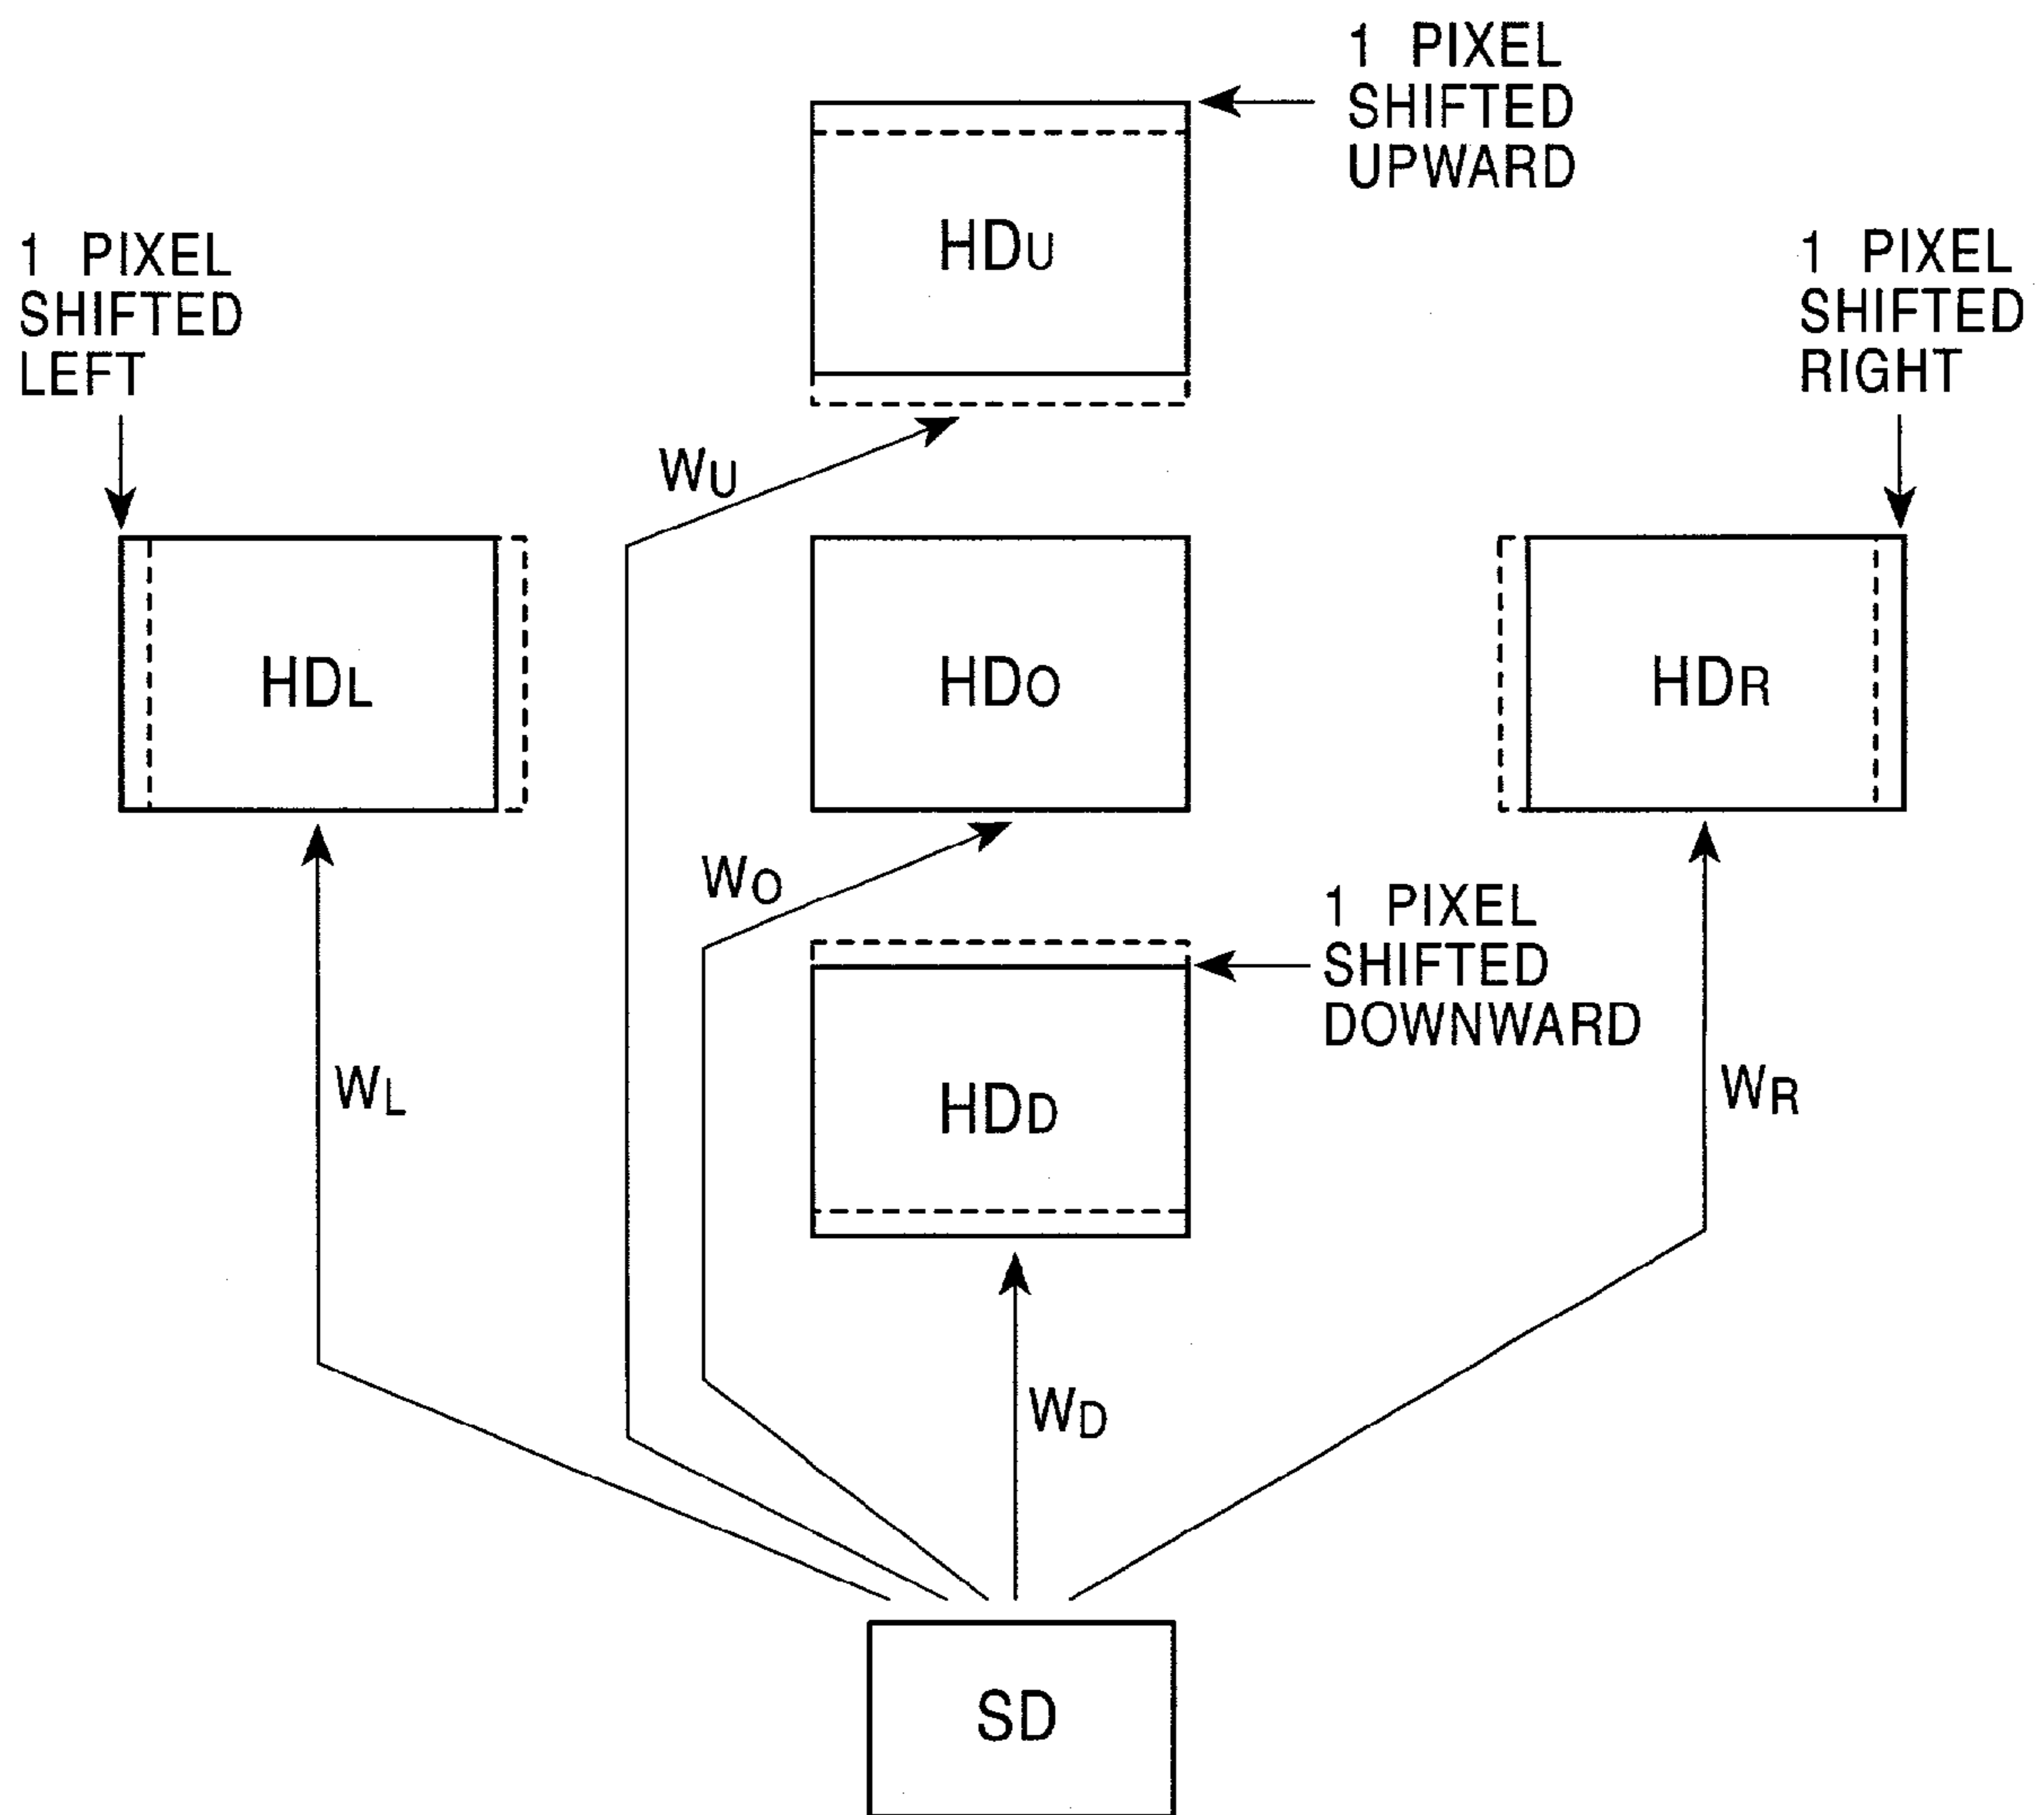 1 PIXEL
SHIFTED
UPWARD
HDU
1 PIXEL
SHIFTED
LEFT
1 PIXEL
SHIFTED
RIGHT
WU
HDL
HDO
HDR
WO
1 PIXEL
SHIFTED
DOWNWARD
HDD
WL
WR
WD
SD